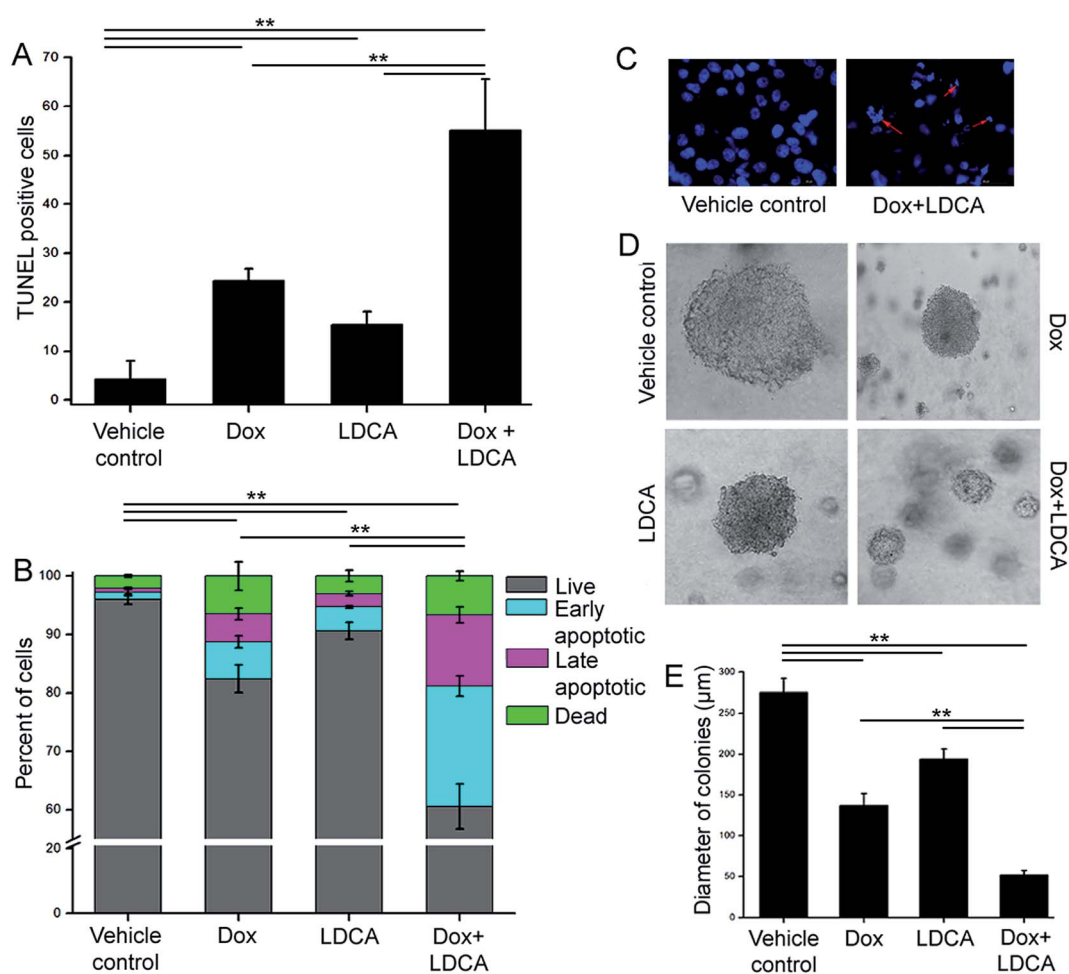 A
**
**
TUNEL positive cells
70
60
50
40
30
20
10
0
Vehicle
control
Dox
LDCA
Dox +
LDCA
B
**
**
Percent of cells
100
90
80
70
60
20
0
Vehicle
control
Dox
LDCA
Dox+
LDCA
Live
Early
apoptotic
Late
apoptotic
Dead
C
Vehicle control
Dox+LDCA
D
Vehicle control
Dox
LDCA
Dox+LDCA
E
**
**
Diameter of colonies (µm)
300
250
200
150
100
50
0
Vehicle
control
Dox
LDCA
Dox+
LDCA